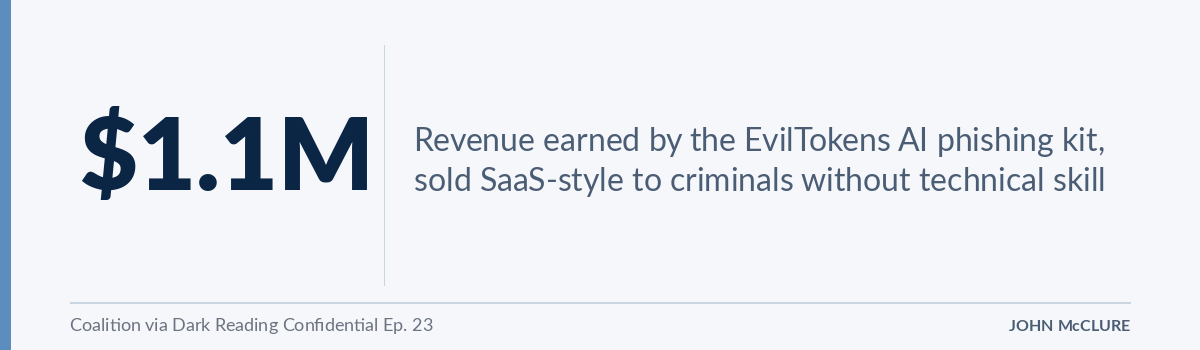 $1.1M
Revenue earned by the EvilTokens AI phishing kit,
sold SaaS-style to criminals without technical skill
Coalition via Dark Reading Confidential Ep. 23
JOHN McCLURE